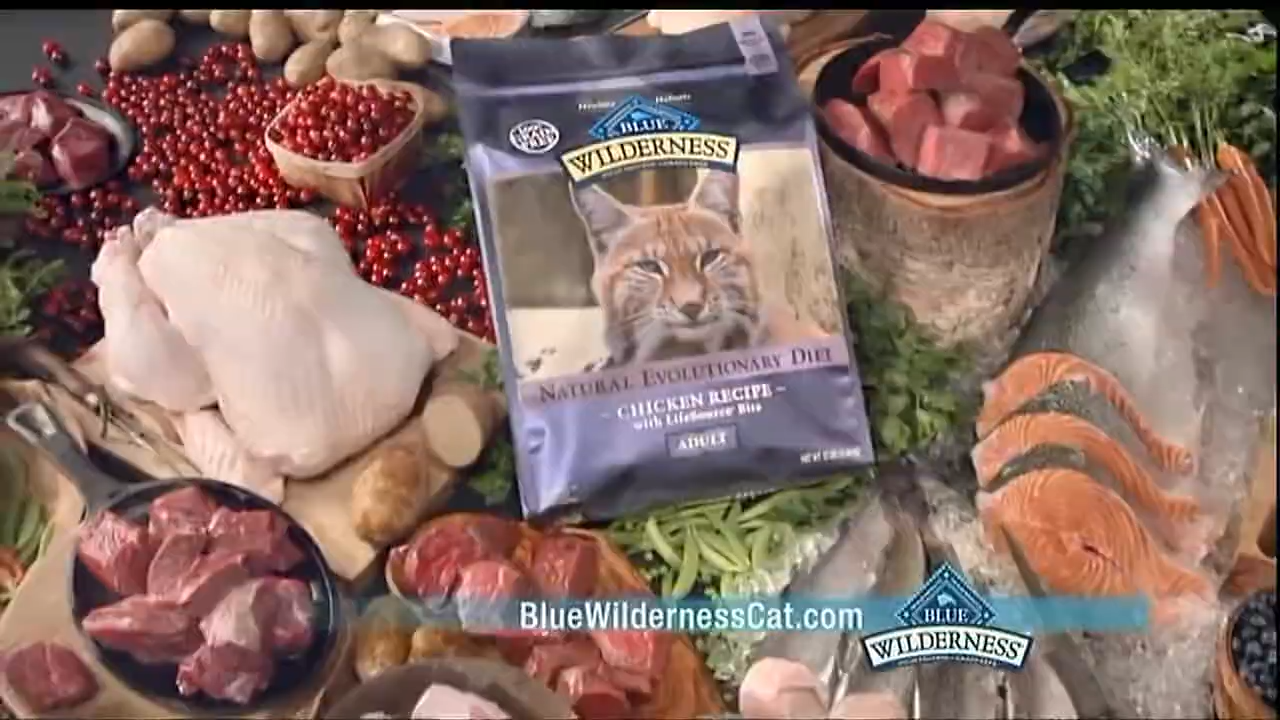 BLUE
WILDERNESS
NATURAL EVOLUTIONARY DIET
CHICKEN RECIPE
with LifeSource Bits
ADULT
BlueWildernessCat.com
BLUE
WILDERNESS